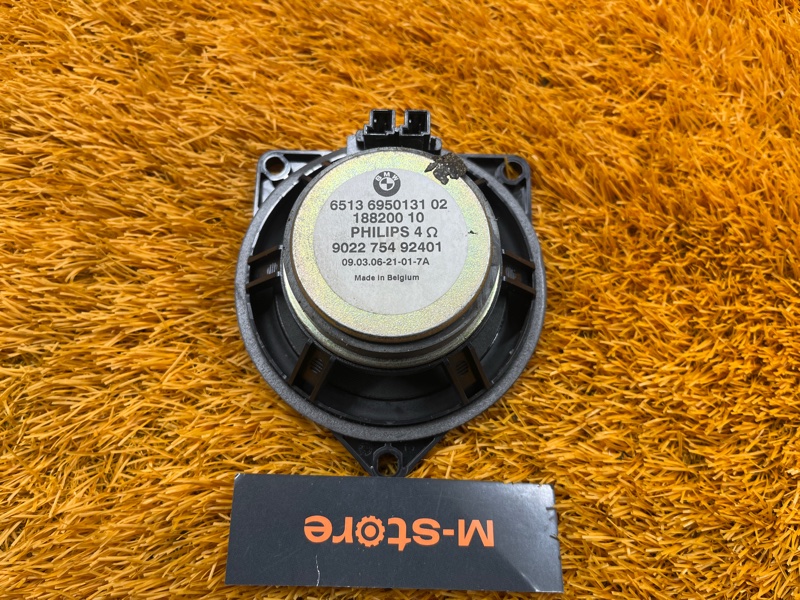 BMW
6513 6950131 02
188200 10
PHILIPS 4 Ω
9022 754 92401
09.03.06-21-01-7A
Made in Belgium
M-store